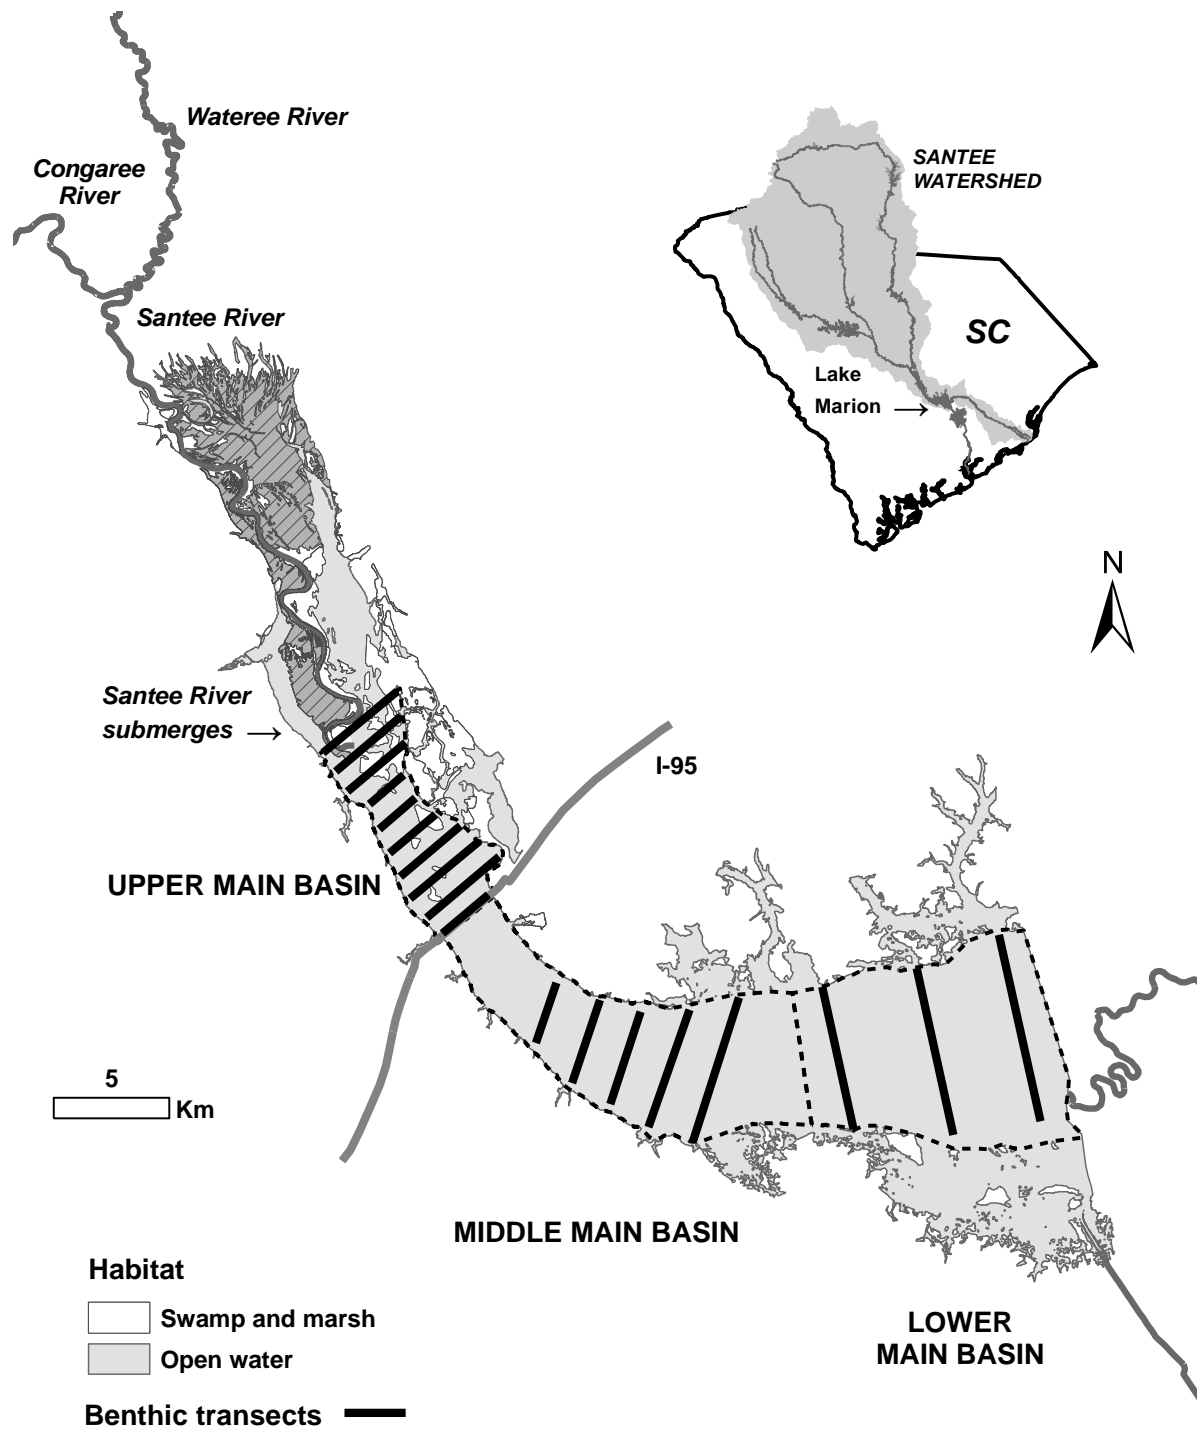 Wateree River
Congaree
River
Santee River
SANTEE
WATERSHED
SC
Lake
Marion →
N
Santee River
submerges →
I-95
UPPER MAIN BASIN
5
Km
MIDDLE MAIN BASIN
LOWER
MAIN BASIN
Habitat
Swamp and marsh
Open water
Benthic transects